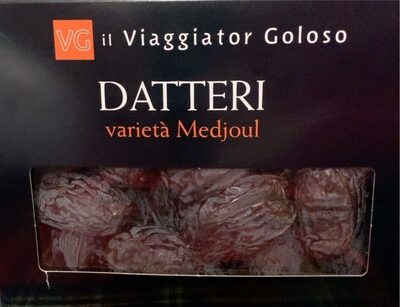 VG il Viaggiator Goloso
DATTERI
varietà Medjoul